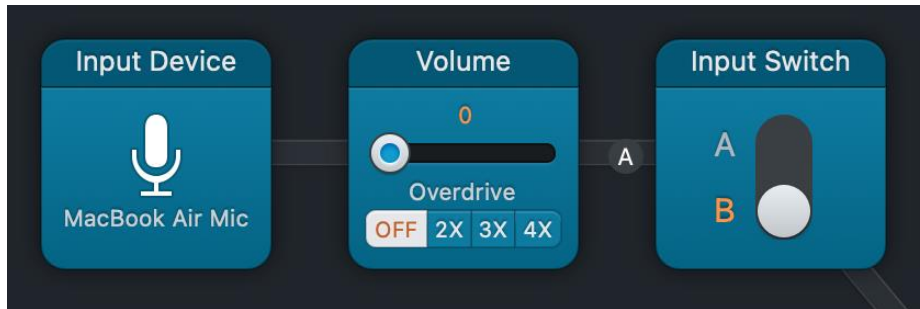 Input Device
MacBook Air Mic
Volume
0
Overdrive
OFF 2X 3X 4X
A
Input Switch
A
B